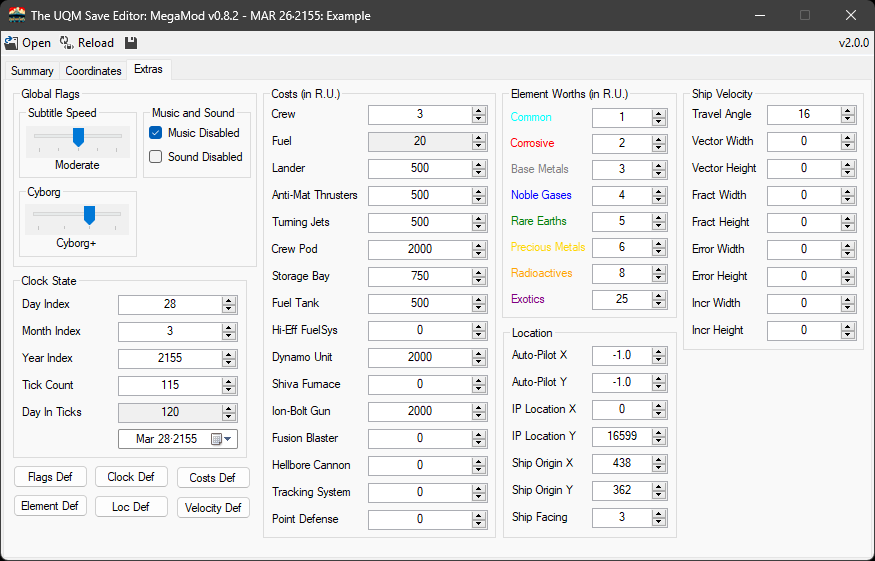 The UQM Save Editor: MegaMod v0.8.2 - MAR 26·2155: Example
Open Reload v2.0.0
Summary Coordinates Extras
Global Flags
Subtitle Speed
Moderate
Music and Sound
Music Disabled
Sound Disabled
Cyborg
Cyborg+
Clock State
Day Index 28
Month Index 3
Year Index 2155
Tick Count 115
Day In Ticks 120
Mar 28·2155
Flags Def Clock Def Costs Def
Element Def Loc Def Velocity Def
Costs (in R.U.)
Crew 3
Fuel 20
Lander 500
Anti-Mat Thrusters 500
Turning Jets 500
Crew Pod 2000
Storage Bay 750
Fuel Tank 500
Hi-Eff FuelSys 0
Dynamo Unit 2000
Shiva Furnace 0
Ion-Bolt Gun 2000
Fusion Blaster 0
Hellbore Cannon 0
Tracking System 0
Point Defense 0
Element Worths (in R.U.)
Common 1
Corrosive 2
Base Metals 3
Noble Gases 4
Rare Earths 5
Precious Metals 6
Radioactives 8
Exotics 25
Location
Auto-Pilot X -1.0
Auto-Pilot Y -1.0
IP Location X 0
IP Location Y 16599
Ship Origin X 438
Ship Origin Y 362
Ship Facing 3
Ship Velocity
Travel Angle 16
Vector Width 0
Vector Height 0
Fract Width 0
Fract Height 0
Error Width 0
Error Height 0
Incr Width 0
Incr Height 0